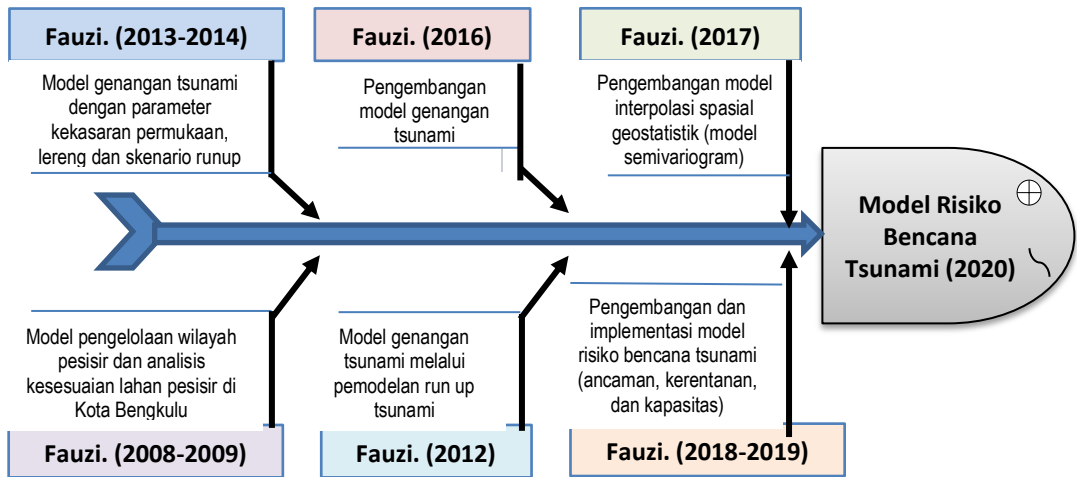 Fauzi. (2013-2014)
Model genangan tsunami
dengan parameter
kekasaran permukaan,
lereng dan skenario runup
Fauzi. (2016)
Pengembangan
model genangan
tsunami
Fauzi. (2017)
Pengembangan model
interpolasi spasial
geostatistik (model
semivariogram)
Model Risiko
Bencana
Tsunami (2020)
Model pengelolaan wilayah
pesisir dan analisis
kesesuaian lahan pesisir di
Kota Bengkulu
Fauzi. (2008-2009)
Model genangan
tsunami melalui
pemodelan run up
tsunami
Fauzi. (2012)
Pengembangan dan
implementasi model
risiko bencana tsunami
(ancaman, kerentanan,
dan kapasitas)
Fauzi. (2018-2019)